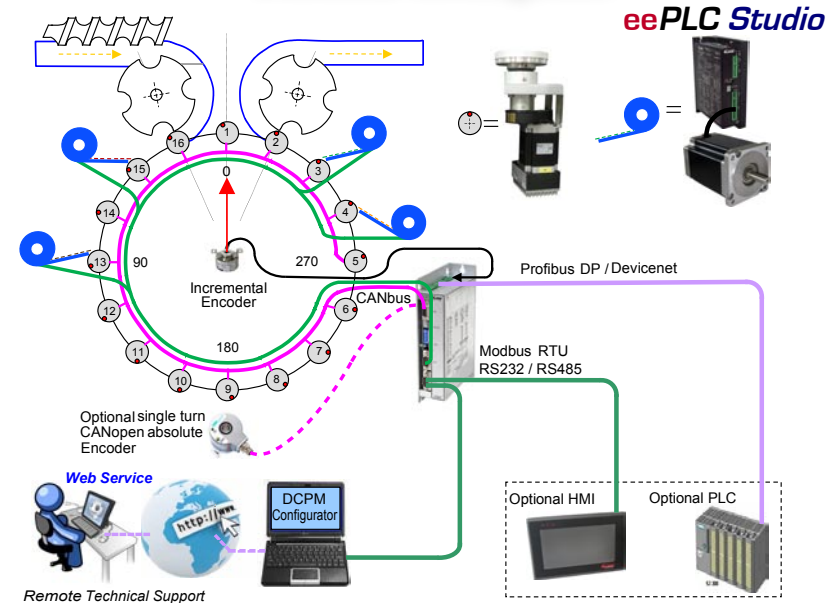 eePLC Studio
1
2
3
4
5
6
7
8
9
10
11
12
13
14
15
16
0
90
180
270
=
=
Incremental
Encoder
CANbus
Profibus DP / Devicenet
Modbus RTU
RS232 / RS485
Optional single turn
CANopen absolute
Encoder
Web Service
http://www.
DCPM
Configurator
Optional HMI
Optional PLC
Remote Technical Support